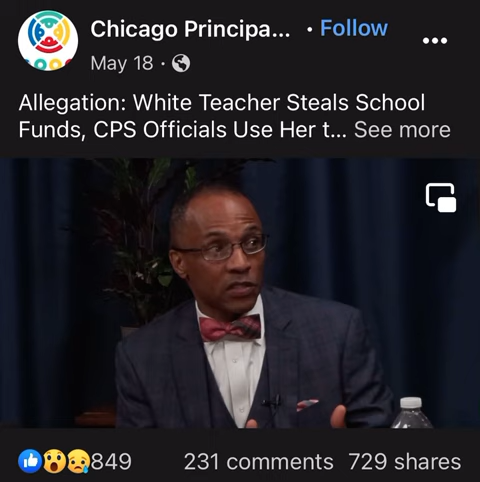 Chicago Principa... • Follow
May 18 ·
Allegation: White Teacher Steals School
Funds, CPS Officials Use Her t... See more
849 231 comments 729 shares